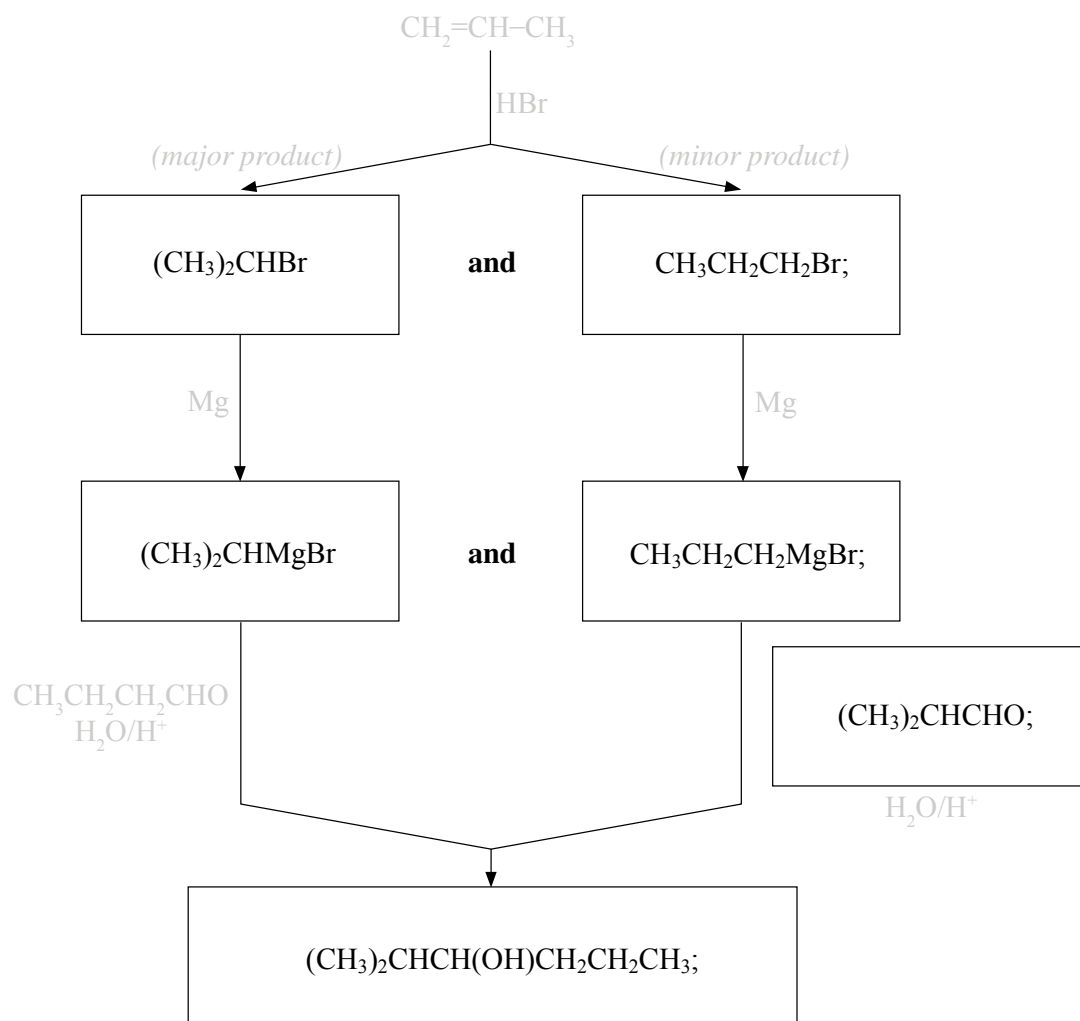 CH₂=CH–CH₃
HBr
(major product)
(minor product)
(CH₃)₂CHBr
and
CH₃CH₂CH₂Br;
Mg
Mg
(CH₃)₂CHMgBr
and
CH₃CH₂CH₂MgBr;
CH₃CH₂CH₂CHO
H₂O/H⁺
(CH₃)₂CHCHO;
H₂O/H⁺
(CH₃)₂CHCH(OH)CH₂CH₂CH₃;